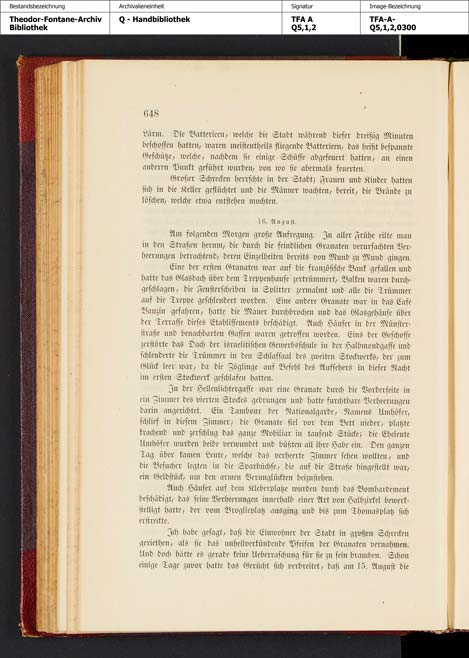 Bestandsbezeichnung
Theodor-Fontane-Archiv
Bibliothek
Archivalieneinheit
Q - Handbibliothek
Signatur
TFA A
Q5,1,2
Image-Bezeichnung
TFA-A-
Q5,1,2,0300
648
Lärm. Die Batterien, welche die Stadt während dieser dreißig Minuten
beschossen hatten, waren meistentheils fliegende Batterien, das heißt bespannte
Geschütze, welche, nachdem sie einige Schüsse abgefeuert hatten, an einen
anderen Punkt geführt wurden, von wo sie abermals feuerten.
Großer Schrecken herrschte in der Stadt; Frauen und Kinder hatten
sich in die Keller geflüchtet und die Männer wachten, bereit, die Brände zu
löschen, welche etwa entstehen mochten.
16. August.
Am folgenden Morgen große Aufregung. In aller Frühe eilte man
in den Straßen herum, die durch die feindlichen Granaten verursachten Ver-
heerungen betrachtend, deren Einzelheiten bereits von Mund zu Mund gingen.
Eine der ersten Granaten war auf die französische Bank gefallen und
hatte das Glasdach über dem Treppenhause zertrümmert, Balken waren durch-
geschlagen, die Fensterscheiben in Splitter zermalmt und alle die Trümmer
auf die Treppe geschleudert worden. Eine andere Granate war in das Café
Bauzin gefahren, hatte die Mauer durchbrochen und das Glasgehäuse über
der Terrasse dieses Etablissements beschädigt. Auch Häuser in der Münster-
straße und benachbarten Gassen waren getroffen worden. Eins der Geschosse
zerstörte das Dach der israelitischen Gewerbschule in der Halbmondgasse und
schleuderte die Trümmer in den Schlafsaal des zweiten Stockwerks, der zum
Glück leer war, da die Zöglinge auf Befehl des Aufsehers in dieser Nacht
im ersten Stockwerk geschlafen hatten.
In der Hellenlichtergasse war eine Granate durch die Vorderseite in
ein Zimmer des vierten Stockes gedrungen und hatte furchtbare Verheerungen
darin angerichtet. Ein Tambour der Nationalgarde, Namens Umhöfer,
schlief in diesem Zimmer; die Granate fiel vor dem Bett nieder, platzte
krachend und zerschlug das ganze Mobiliar in tausend Stücke; die Eheleute
Umhöfer wurden beide verwundet und büßten all ihre Habe ein. Den ganzen
Tag über kamen Leute, welche das verheerte Zimmer sehen wollten, und
die Besucher legten in die Sparbüchse, die auf die Straße hingestellt war,
ein Geldstück, um den armen Verunglückten beizustehen.
Auch Häuser auf dem Kleberplatze wurden durch das Bombardement
beschädigt, das seine Verheerungen innerhalb einer Art von Halbzirkel bewerk-
stelligt hatte, der vom Broglieplatz ausging und bis zum Thomasplatz sich
erstreckte.
Ich habe gesagt, daß die Einwohner der Stadt in großen Schrecken
geriethen, als sie das unheilverkündende Pfeifen der Granaten vernahmen.
Und doch hätte es gerade keine Ueberraschung für sie zu sein brauchen. Schon
einige Tage zuvor hatte das Gerücht sich verbreitet, daß am 15. August die